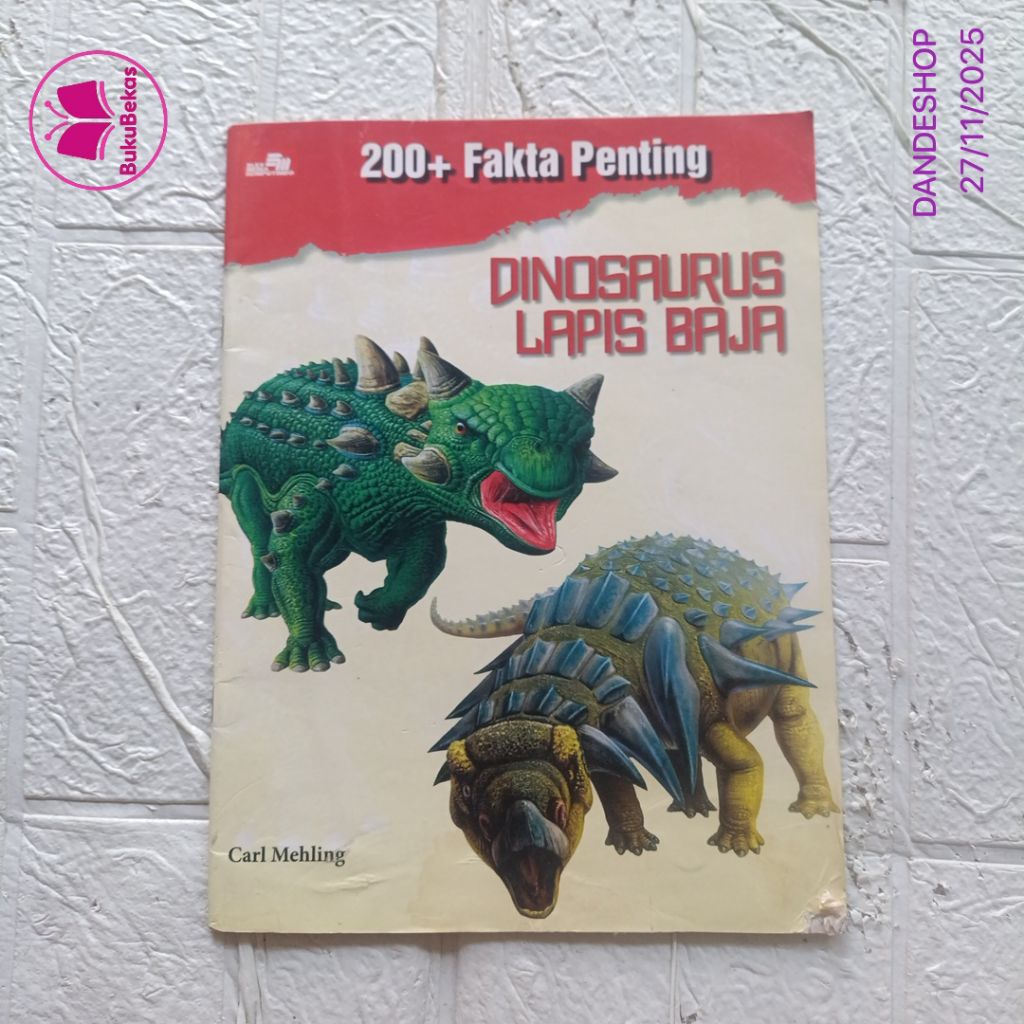 BukuBekas
DANDESHOP
27/11/2025
200+ Fakta Penting
DINOSAURUS
LAPIS BAJA
Carl Mehling